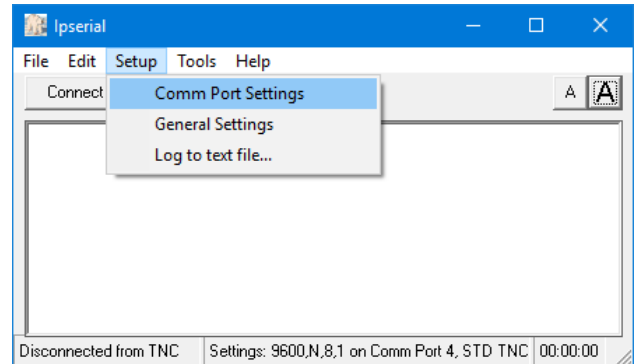 Ipserial
File Edit Setup Tools Help
Connect
A A
Comm Port Settings
General Settings
Log to text file...
Disconnected from TNC Settings: 9600,N,8,1 on Comm Port 4, STD TNC 00:00:00